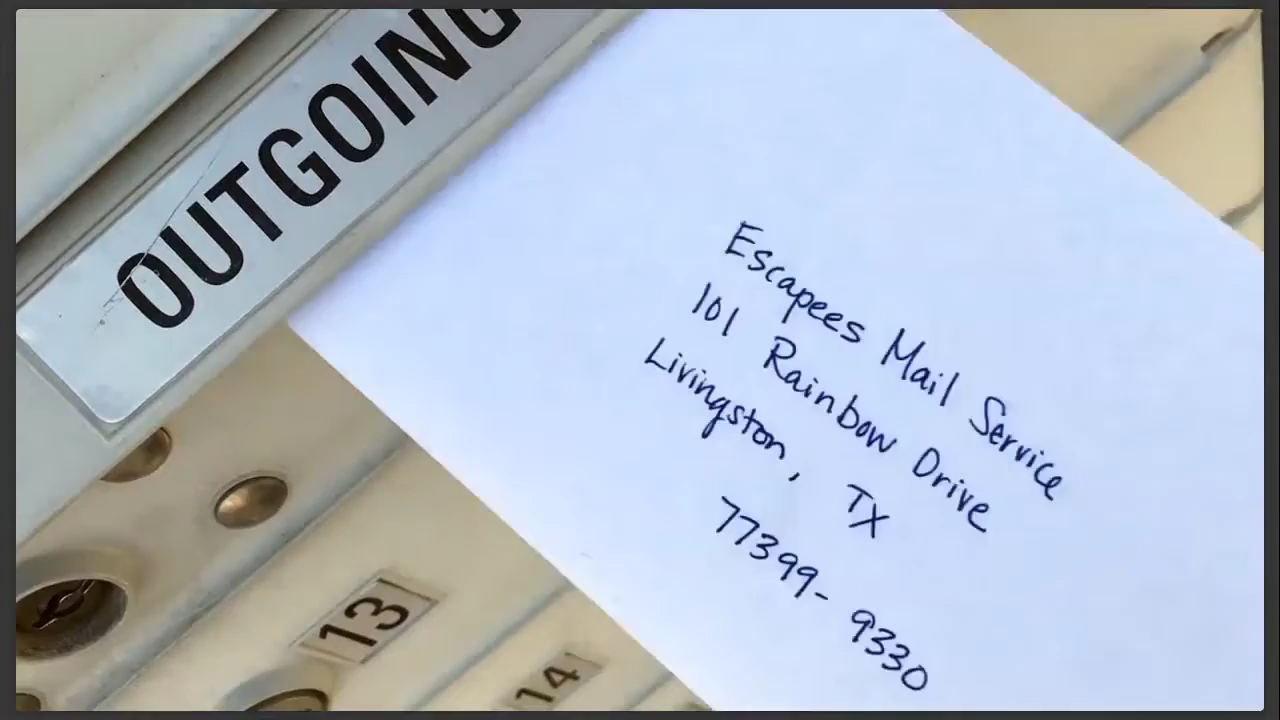 OUTGOING
Escapees Mail Service
101 Rainbow Drive
Livingston, TX
77399-9330
13
14